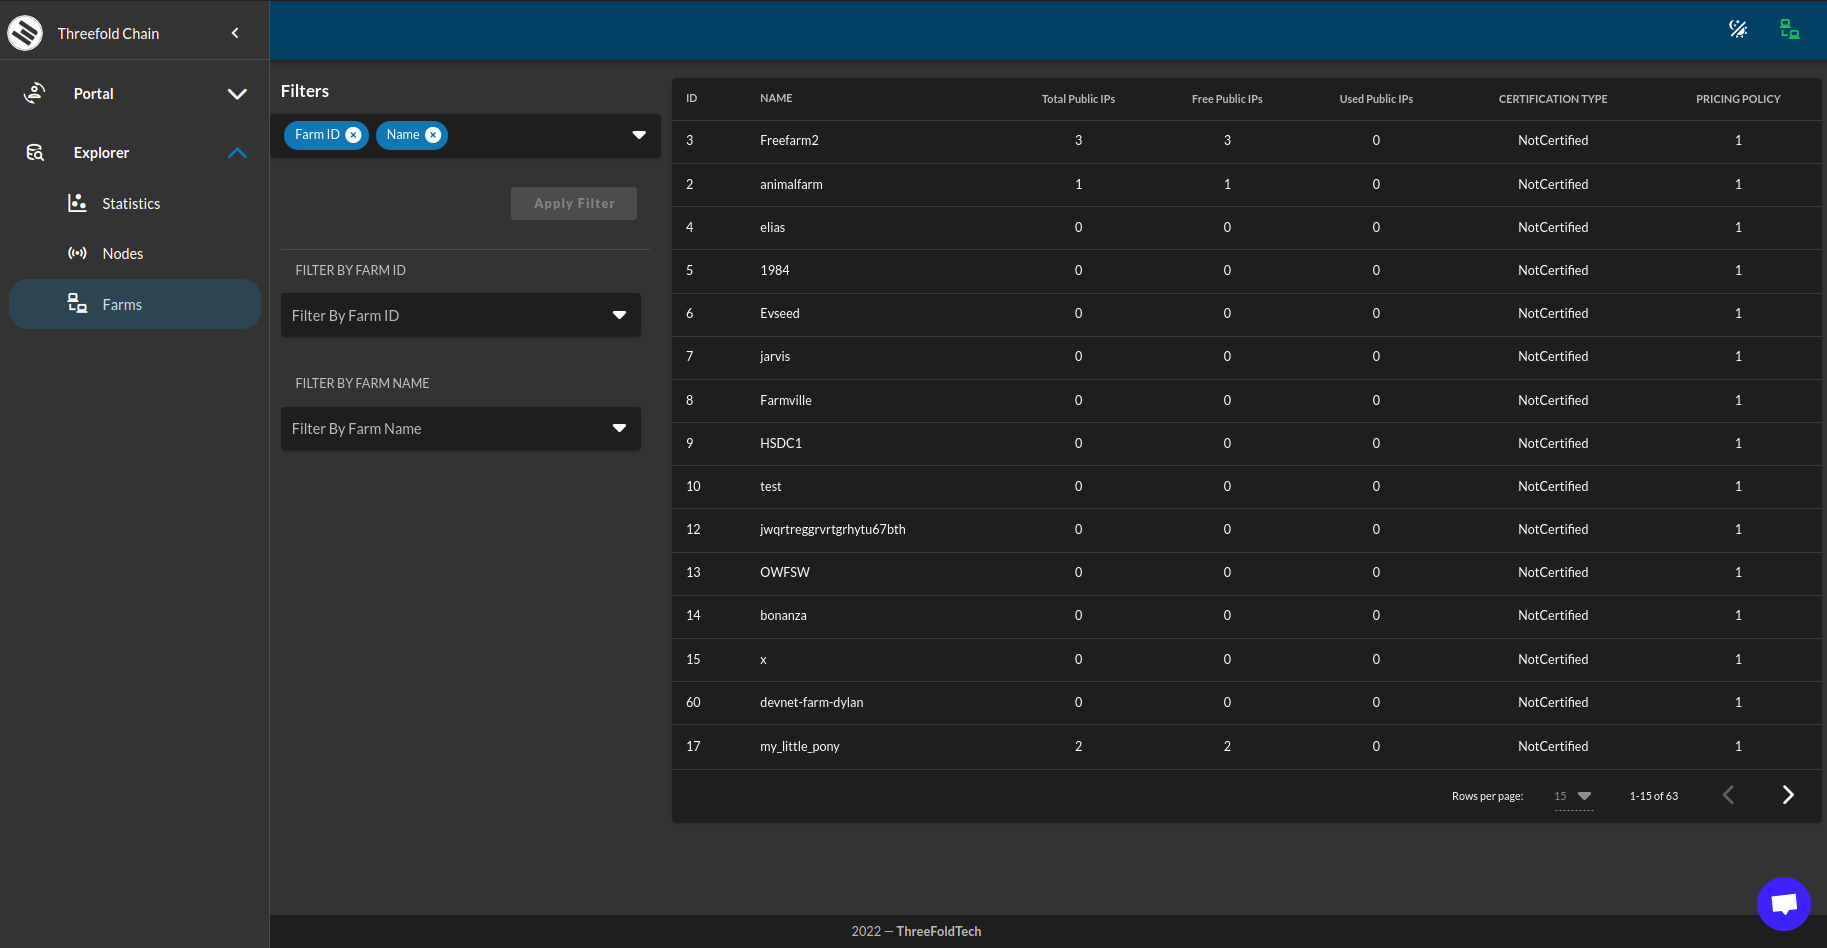 Threefold Chain
Portal
Explorer
Statistics
Nodes
Farms
Filters
Farm ID Name
Apply Filter
FILTER BY FARM ID
Filter By Farm ID
FILTER BY FARM NAME
Filter By Farm Name
ID NAME Total Public IPs Free Public IPs Used Public IPs CERTIFICATION TYPE PRICING POLICY
3 Freefarm2 3 3 0 NotCertified 1
2 animalfarm 1 1 0 NotCertified 1
4 elias 0 0 0 NotCertified 1
5 1984 0 0 0 NotCertified 1
6 Evseed 0 0 0 NotCertified 1
7 jarvis 0 0 0 NotCertified 1
8 Farmville 0 0 0 NotCertified 1
9 HSDC1 0 0 0 NotCertified 1
10 test 0 0 0 NotCertified 1
12 jwqrtreggrvrtgrhytu67bth 0 0 0 NotCertified 1
13 OWFSW 0 0 0 NotCertified 1
14 bonanza 0 0 0 NotCertified 1
15 x 0 0 0 NotCertified 1
60 devnet-farm-dylan 0 0 0 NotCertified 1
17 my_little_pony 2 2 0 NotCertified 1
Rows per page: 15 1-15 of 63
2022 — ThreeFoldTech